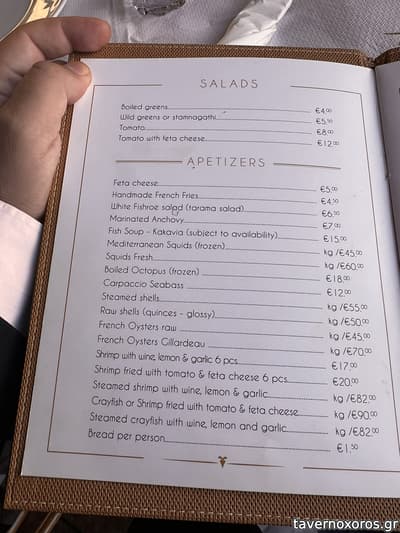 SALADS
Boiled greens €4.00
Wild greens or stamnagathi €5.50
Tomato €8.00
Tomato with feta cheese €12.00
APETIZERS
Feta cheese €5.00
Handmade French Fries €4.50
White Fishroe salad (tarama salad) €6.50
Marinated Anchovy €7.00
Fish Soup - Kakavia (subject to availability) €15.00
Mediterranean Squids (frozen) kg /€45.00
Squids Fresh kg /€60.00
Boiled Octopus (frozen) €18.00
Carpaccio Seabass €12.00
Steamed shells kg /€55.00
Raw shells (quinces - glossy) kg /€50.00
French Oysters raw kg /€45.00
French Oysters Gillardeau kg /€70.00
Shrimp with wine, lemon & garlic 6 pcs €17.00
Shrimp fried with tomato & feta cheese 6 pcs €20.00
Steamed shrimp with wine, lemon & garlic kg /€82.00
Crayfish or Shrimp fried with tomato & feta cheese kg /€90.00
Steamed crayfish with wine, lemon and garlic kg /€82.00
Bread per person €1.50
tavernoxoros.gr